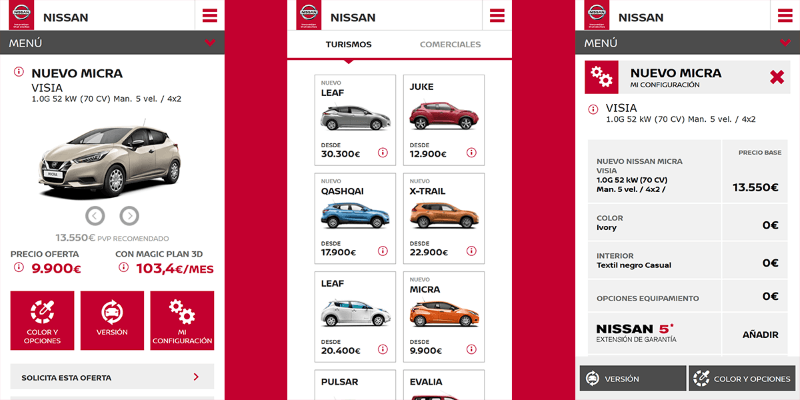 NISSAN
MENÚ
NUEVO MICRA
VISIA
1.0G 52 kW (70 CV) Man. 5 vel. / 4x2
MICRA
13.550€ PVP RECOMENDADO
PRECIO OFERTA
9.900€
CON MAGIC PLAN 3D
103,4€/MES
COLOR Y
OPCIONES
VERSIÓN
MI
CONFIGURACIÓN
SOLICITA ESTA OFERTA
NISSAN
TURISMOS
COMERCIALES
NUEVO
LEAF
DESDE
30.300€
JUKE
DESDE
12.900€
NUEVO
QASHQAI
DESDE
17.900€
NUEVO
X-TRAIL
DESDE
22.900€
LEAF
DESDE
20.400€
NUEVO
MICRA
DESDE
9.900€
PULSAR
EVALIA
NISSAN
MENÚ
NUEVO MICRA
MI CONFIGURACIÓN
VISIA
1.0G 52 kW (70 CV) Man. 5 vel. / 4x2
PRECIO BASE
NUEVO NISSAN MICRA
VISIA
1.0G 52 kW (70 CV)
Man. 5 vel. / 4x2 /
13.550€
COLOR
Ivory
0€
INTERIOR
Textil negro Casual
0€
OPCIONES EQUIPAMIENTO
0€
NISSAN 5*
EXTENSIÓN DE GARANTÍA
AÑADIR
VERSIÓN
COLOR Y OPCIONES